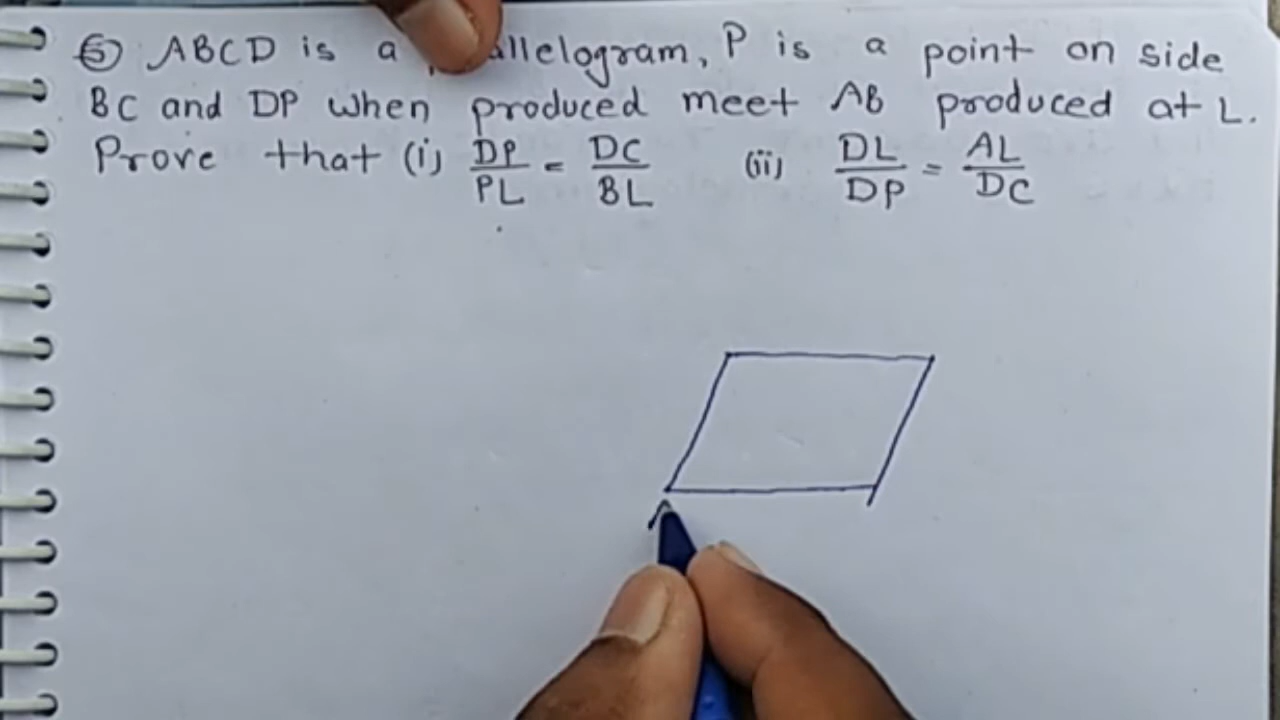 ⑤ ABCD is a allelogram, P is a point on side
BC and DP when produced meet AB produced at L.
Prove that (i) DP/PL = DC/BL (ii) DL/DP = AL/DC